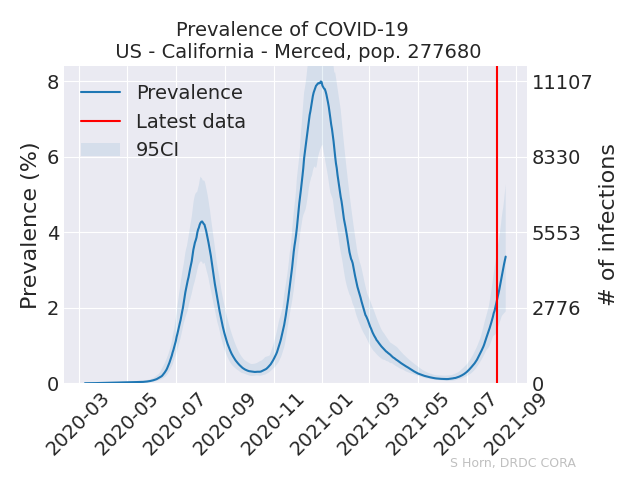 Prevalence of COVID-19
US - California - Merced, pop. 277680
Prevalence
Latest data
95CI
Prevalence (%)
8
6
4
2
0
11107
8330
5553
2776
0
# of infections
2020-03
2020-05
2020-07
2020-09
2020-11
2021-01
2021-03
2021-05
2021-07
2021-09
S Horn, DRDC CORA